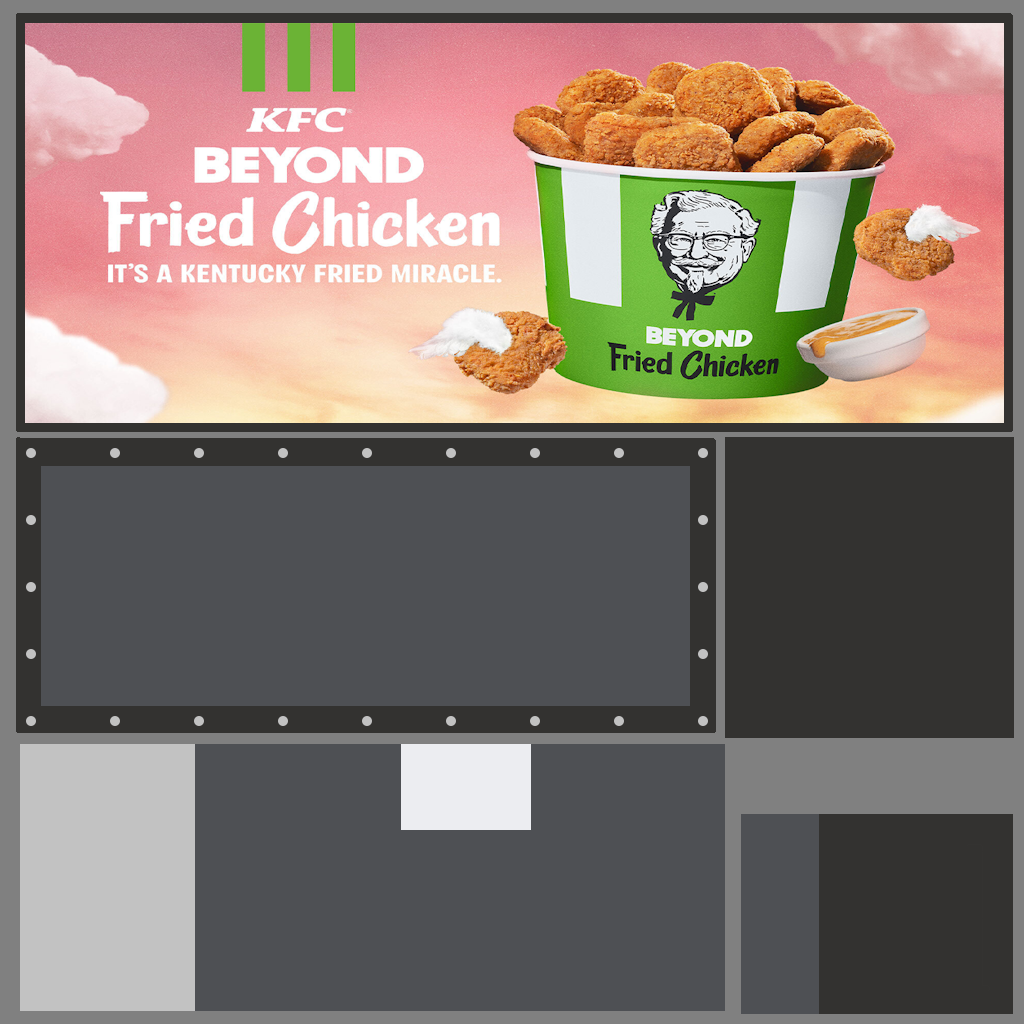 KFC
BEYOND
Fried Chicken
IT'S A KENTUCKY FRIED MIRACLE.
BEYOND
Fried Chicken